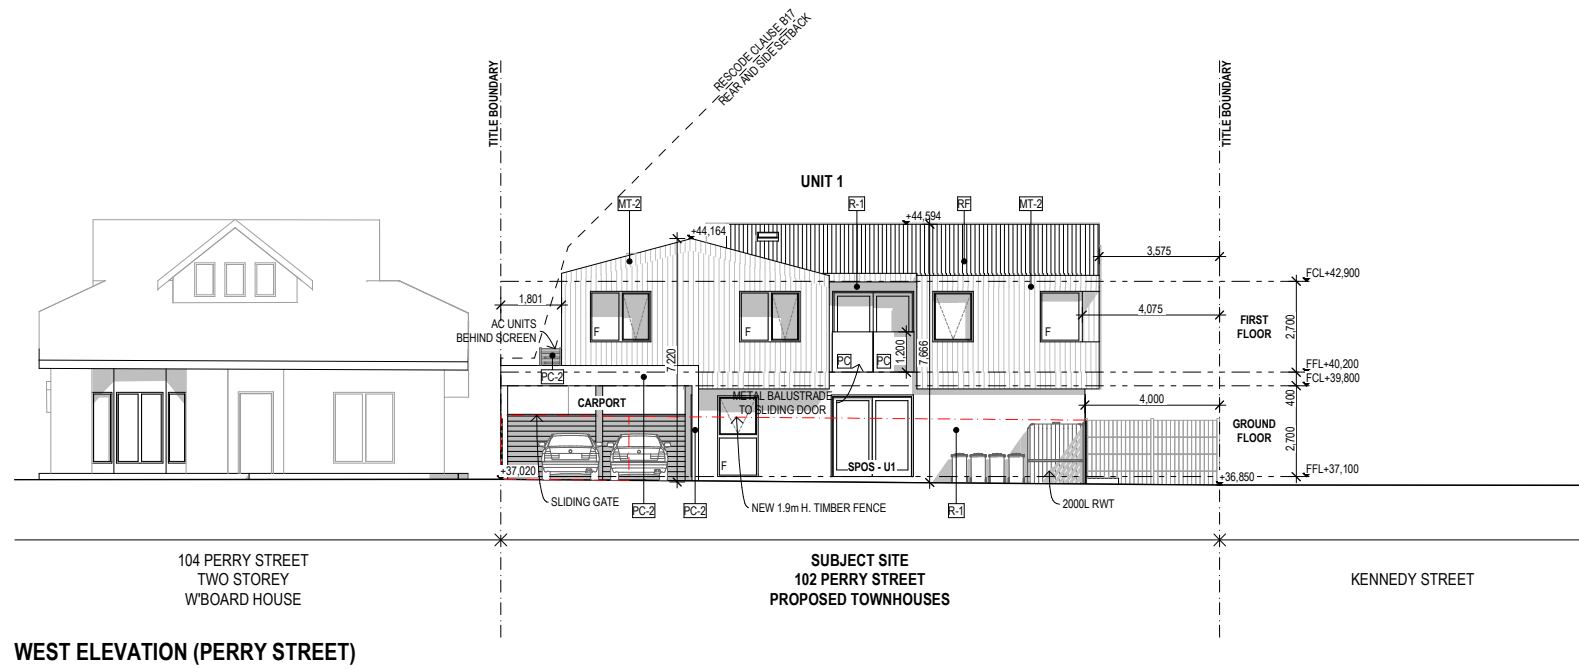 RESCODE CLAUSE B17
REAR AND SIDE SETBACK
TITLE BOUNDARY
TITLE BOUNDARY
UNIT 1
MT-2
R-1
RF
MT-2
+44,594
+44,164
3,575
FCL+42,900
1,801
4,075
AC UNITS
BEHIND SCREEN
F
F
F
FIRST
FLOOR
2,700
1,200
7,666
7,220
PC
PC
PC-2
FFL+40,200
FCL+39,800
METAL BALUSTRADE
TO SLIDING DOOR
CARPORT
4,000
400
GROUND
FLOOR
2,700
+37,020
F
SPOS - U1
FFL+37,100
+36,850
SLIDING GATE
PC-2
PC-2
NEW 1.9m H. TIMBER FENCE
R-1
2000L RWT
104 PERRY STREET
TWO STOREY
W'BOARD HOUSE
SUBJECT SITE
102 PERRY STREET
PROPOSED TOWNHOUSES
KENNEDY STREET
WEST ELEVATION (PERRY STREET)